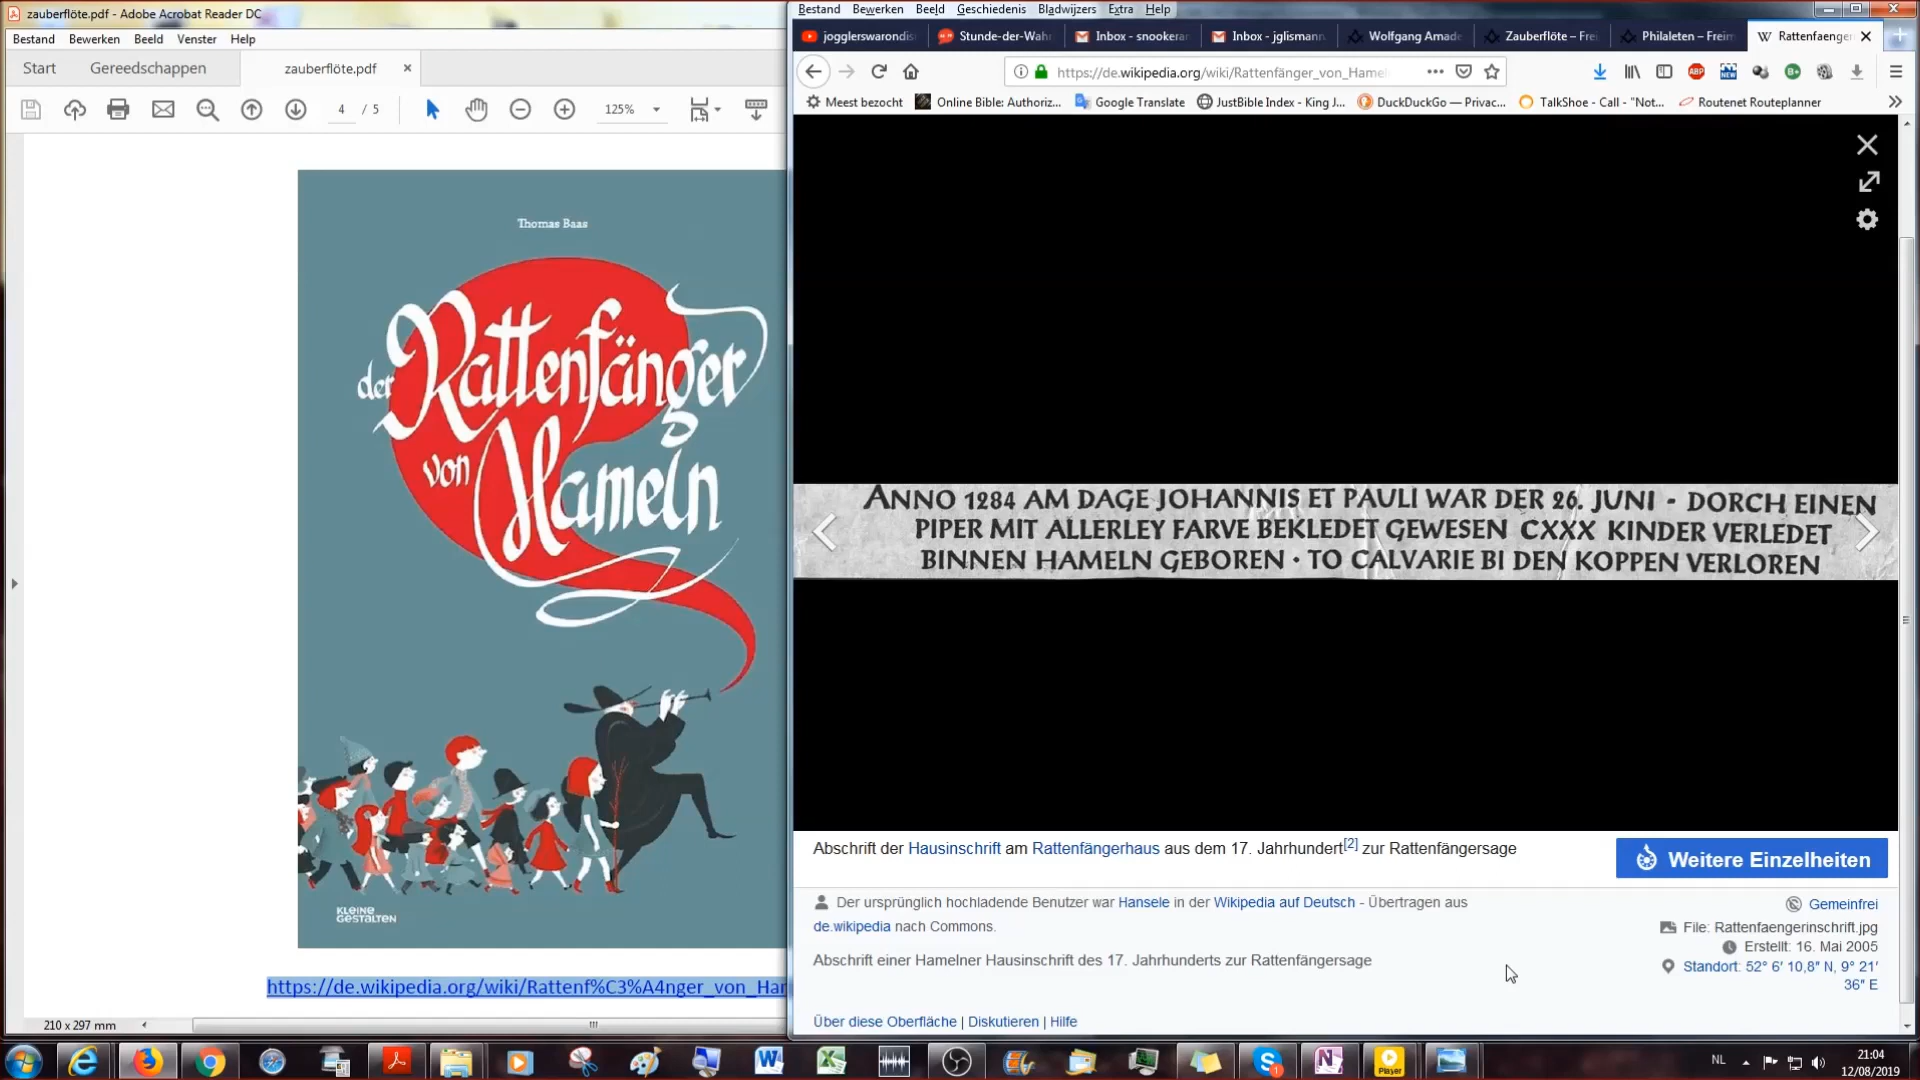 zauberflöte.pdf - Adobe Acrobat Reader DC
Bestand Bewerken Beeld Venster Help
Start Gereedschappen zauberflöte.pdf
4 / 5 125%
Thomas Baas
der Rattenfänger
von Hameln
KLEINE
GESTALTEN
https://de.wikipedia.org/wiki/Rattenf%C3%A4nger_von_Har
210 x 297 mm
Bestand Bewerken Beeld Geschiedenis Bladwijzers Extra Help
jogglerswarondis Stunde-der-Wahr Inbox - snookerar Inbox - jglismann Wolfgang Amade Zauberflöte – Frei Philaleten – Freim Rattenfaenger
https://de.wikipedia.org/wiki/Rattenfänger_von_Hamel
Meest bezocht Online Bible: Authoriz... Google Translate JustBible Index - King J... DuckDuckGo — Privac... TalkShoe - Call - "Not... Routenet Routeplanner
ANNO 1284 AM DAGE JOHANNIS ET PAULI WAR DER 26. JUNI - DORCH EINEN
PIPER MIT ALLERLEY FARVE BEKLEDET GEWESEN CXXX KINDER VERLEDET
BINNEN HAMELN GEBOREN · TO CALVARIE BI DEN KOPPEN VERLOREN
Abschrift der Hausinschrift am Rattenfängerhaus aus dem 17. Jahrhundert[2] zur Rattenfängersage
Weitere Einzelheiten
Der ursprünglich hochladende Benutzer war Hansele in der Wikipedia auf Deutsch - Übertragen aus
de.wikipedia nach Commons.
Abschrift einer Hamelner Hausinschrift des 17. Jahrhunderts zur Rattenfängersage
Gemeinfrei
File: Rattenfaengerinschrift.jpg
Erstellt: 16. Mai 2005
Standort: 52° 6′ 10,8″ N, 9° 21′
36″ E
Über diese Oberfläche | Diskutieren | Hilfe
NL
21:04
12/08/2019